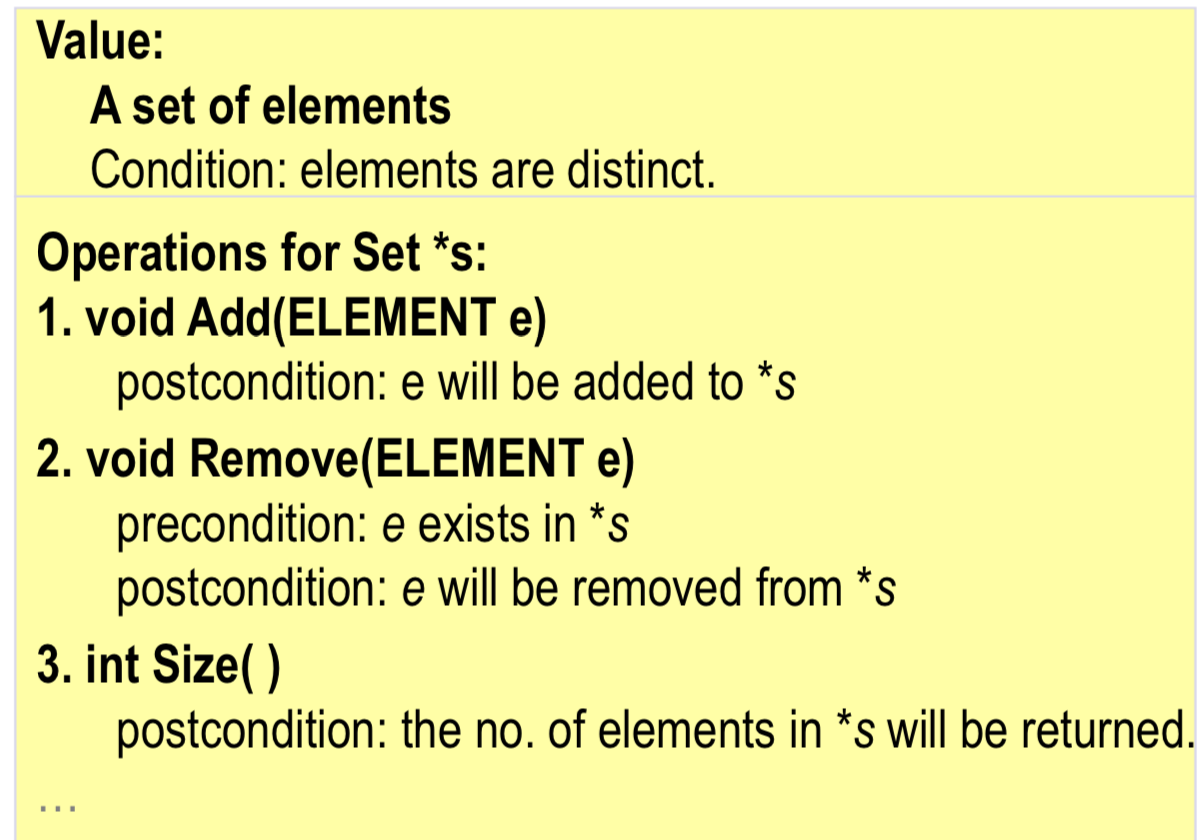 Value:
A set of elements
Condition: elements are distinct.
Operations for Set *s:
1. void Add(ELEMENT e)
postcondition: e will be added to *s
2. void Remove(ELEMENT e)
precondition: e exists in *s
postcondition: e will be removed from *s
3. int Size( )
postcondition: the no. of elements in *s will be returned.
...